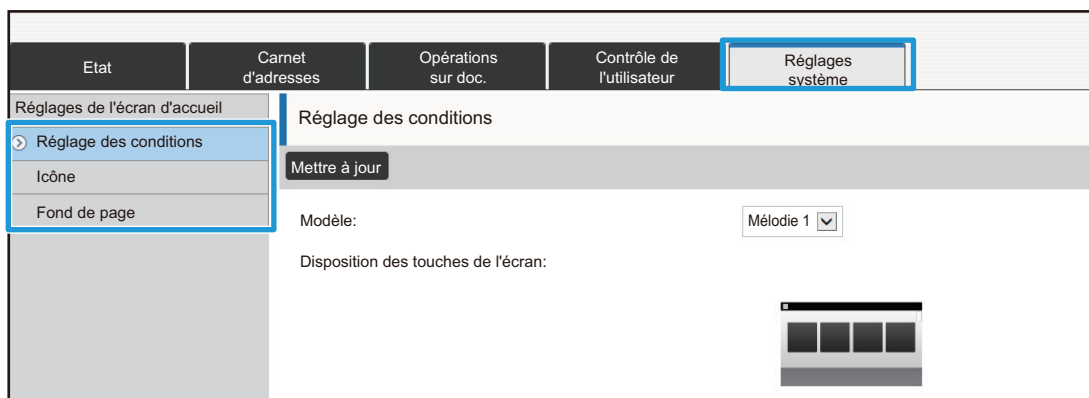 Etat
Carnet
d'adresses
Opérations
sur doc.
Contrôle de
l'utilisateur
Réglages
système
Réglages de l'écran d'accueil
Réglage des conditions
Icône
Fond de page
Réglage des conditions
Mettre à jour
Modèle:
Mélodie 1
Disposition des touches de l'écran: